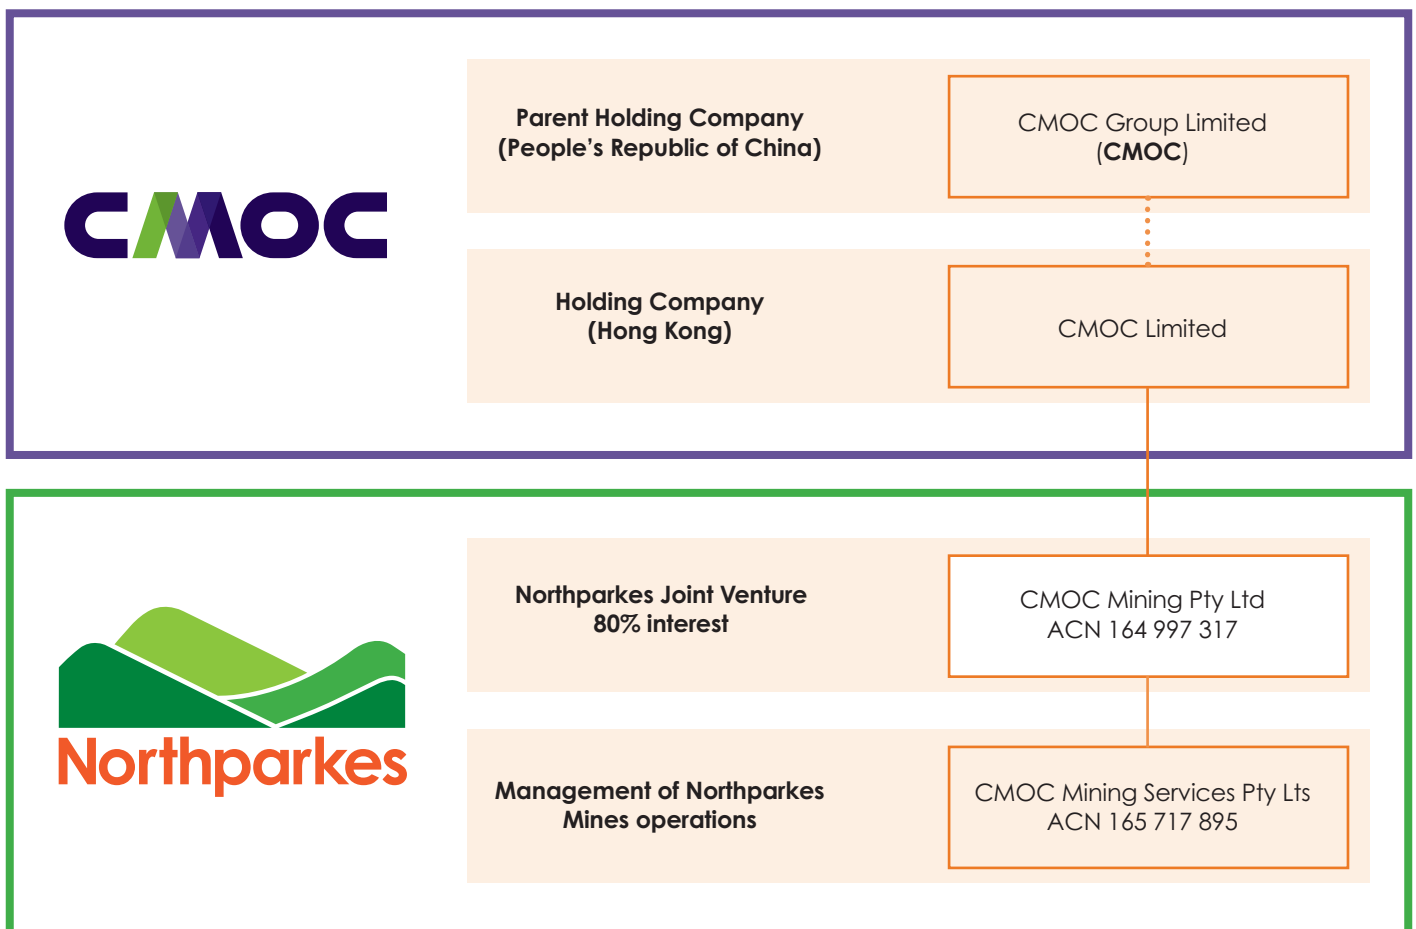 CMOC
Parent Holding Company
(People’s Republic of China)
CMOC Group Limited
(CMOC)
Holding Company
(Hong Kong)
CMOC Limited
Northparkes
Northparkes Joint Venture
80% interest
CMOC Mining Pty Ltd
ACN 164 997 317
Management of Northparkes
Mines operations
CMOC Mining Services Pty Lts
ACN 165 717 895